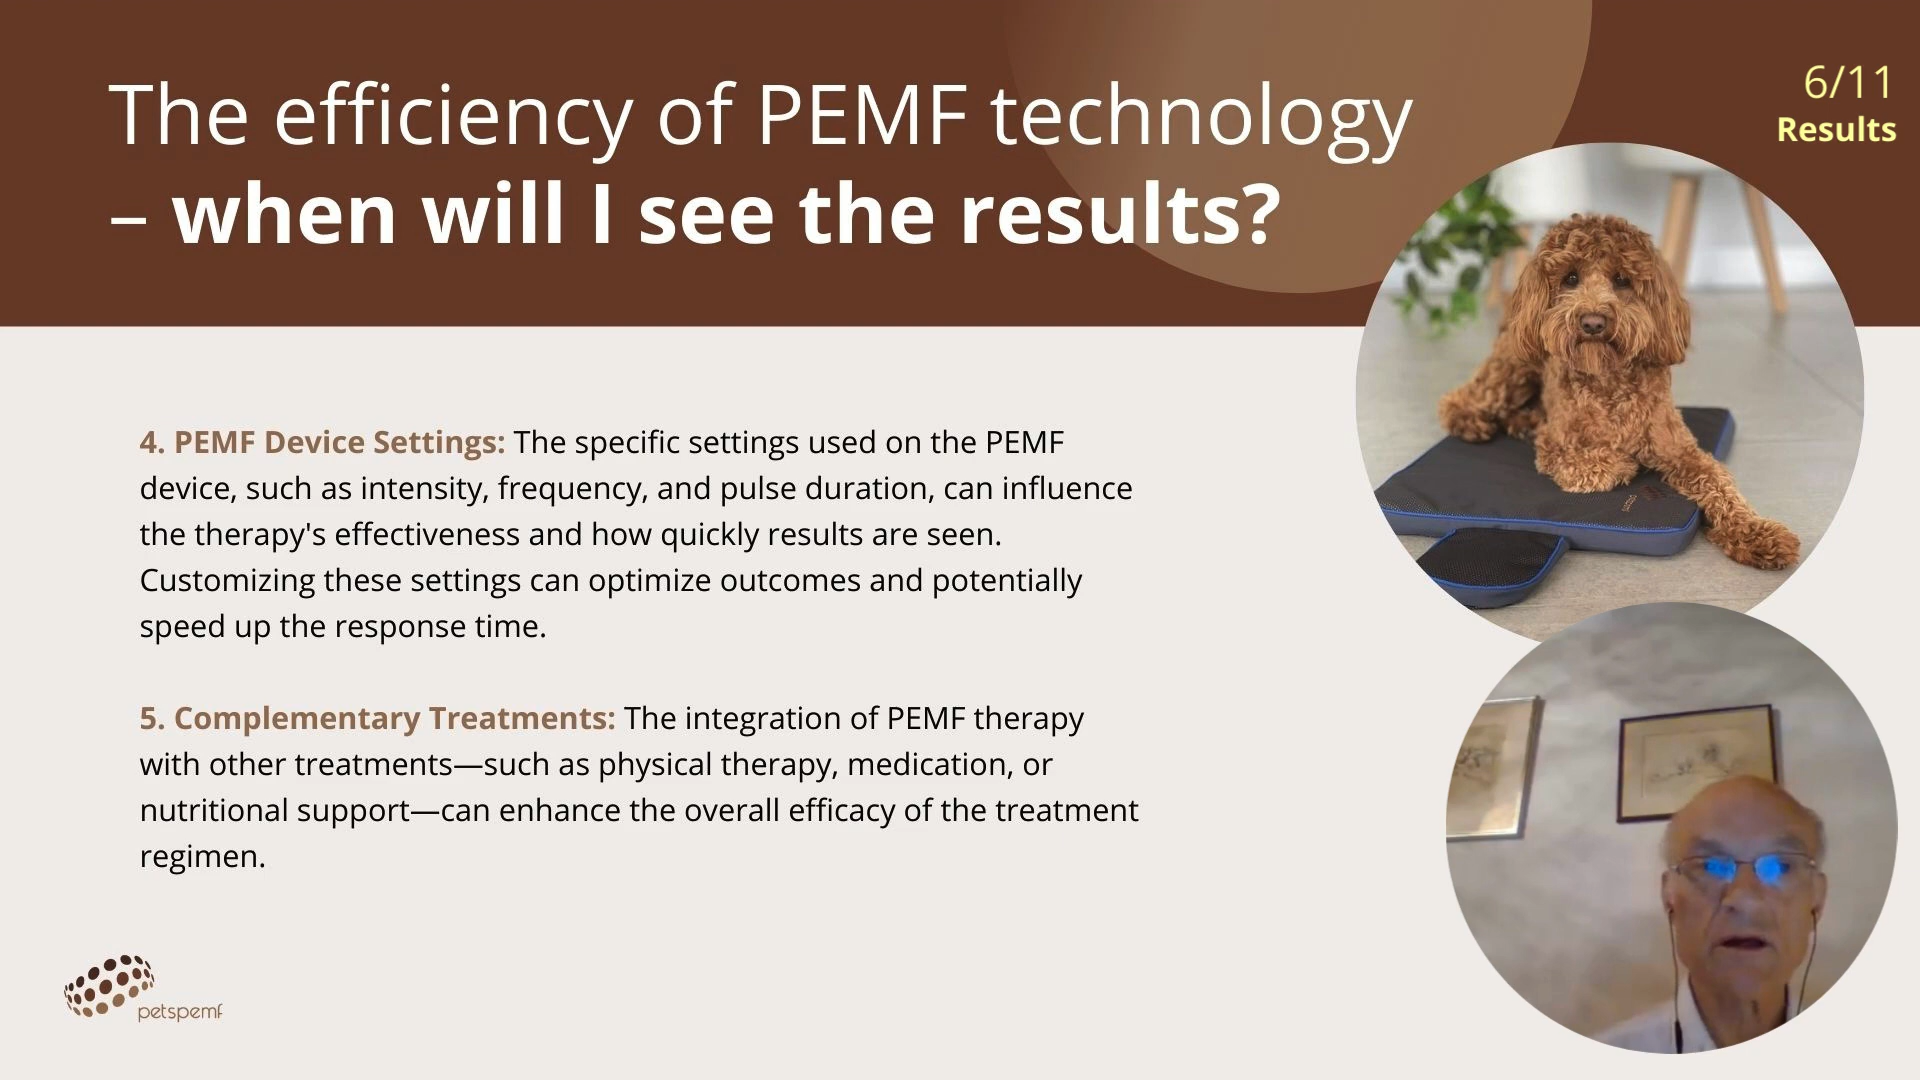 The efficiency of PEMF technology
– when will I see the results?
6/11
Results
4. PEMF Device Settings: The specific settings used on the PEMF
device, such as intensity, frequency, and pulse duration, can influence
the therapy's effectiveness and how quickly results are seen.
Customizing these settings can optimize outcomes and potentially
speed up the response time.
5. Complementary Treatments: The integration of PEMF therapy
with other treatments—such as physical therapy, medication, or
nutritional support—can enhance the overall efficacy of the treatment
regimen.
petspemf